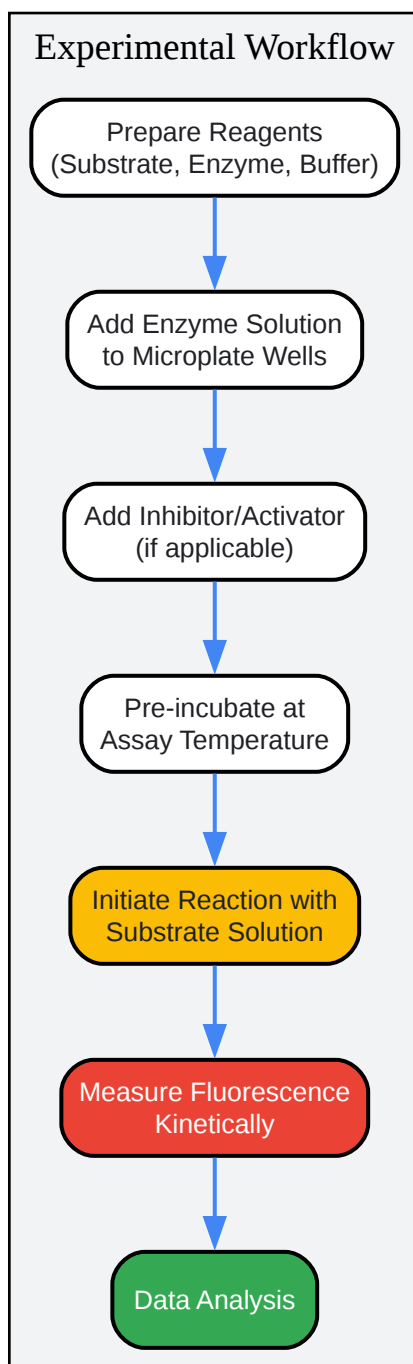 Experimental Workflow
Prepare Reagents
(Substrate, Enzyme, Buffer)
Add Enzyme Solution
to Microplate Wells
Add Inhibitor/Activator
(if applicable)
Pre-incubate at
Assay Temperature
Initiate Reaction with
Substrate Solution
Measure Fluorescence
Kinetically
Data Analysis